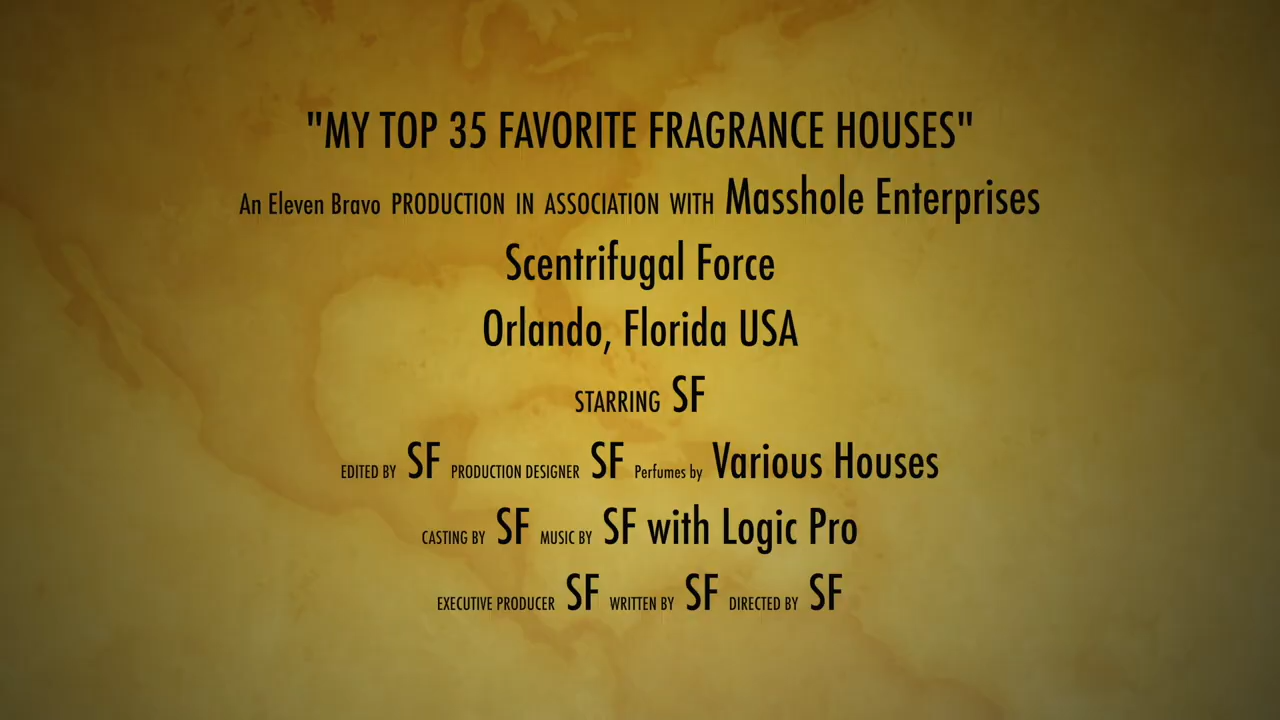 "MY TOP 35 FAVORITE FRAGRANCE HOUSES"
An Eleven Bravo PRODUCTION IN ASSOCIATION WITH Masshole Enterprises
Scentrifugal Force
Orlando, Florida USA
STARRING SF
EDITED BY SF PRODUCTION DESIGNER SF Perfumes by Various Houses
CASTING BY SF MUSIC BY SF with Logic Pro
EXECUTIVE PRODUCER SF WRITTEN BY SF DIRECTED BY SF